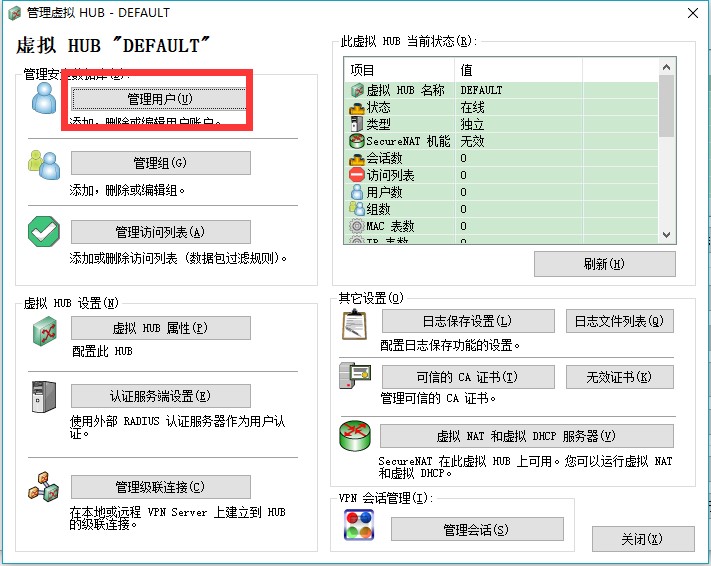 管理虚拟 HUB - DEFAULT
虚拟 HUB "DEFAULT"
管理用户(U)
添加, 删除或编辑用户账户。
管理组(G)
添加, 删除或编辑组。
管理访问列表(A)
添加或删除访问列表 (数据包过滤规则)。
虚拟 HUB 设置(N)
虚拟 HUB 属性(P)
配置此 HUB
认证服务端设置(E)
使用外部 RADIUS 认证服务器作为用户认
证。
管理级联连接(C)
在本地或远程 VPN Server 上建立到 HUB
的级联连接。
此虚拟 HUB 当前状态(R):
项目 值
虚拟 HUB 名称 DEFAULT
状态 在线
类型 独立
SecureNAT 机能 无效
会话数 0
访问列表 0
用户数 0
组数 0
MAC 表数 0
IP 表数 0
刷新(H)
其它设置(O)
日志保存设置(L) 日志文件列表(Q)
配置日志保存功能的设置。
可信的 CA 证书(T) 无效证书(K)
管理可信的 CA 证书。
虚拟 NAT 和虚拟 DHCP 服务器(V)
SecureNAT 在此虚拟 HUB 上可用。您可以运行虚拟 NAT
和虚拟 DHCP。
VPN 会话管理(I):
管理会话(S)
关闭(X)